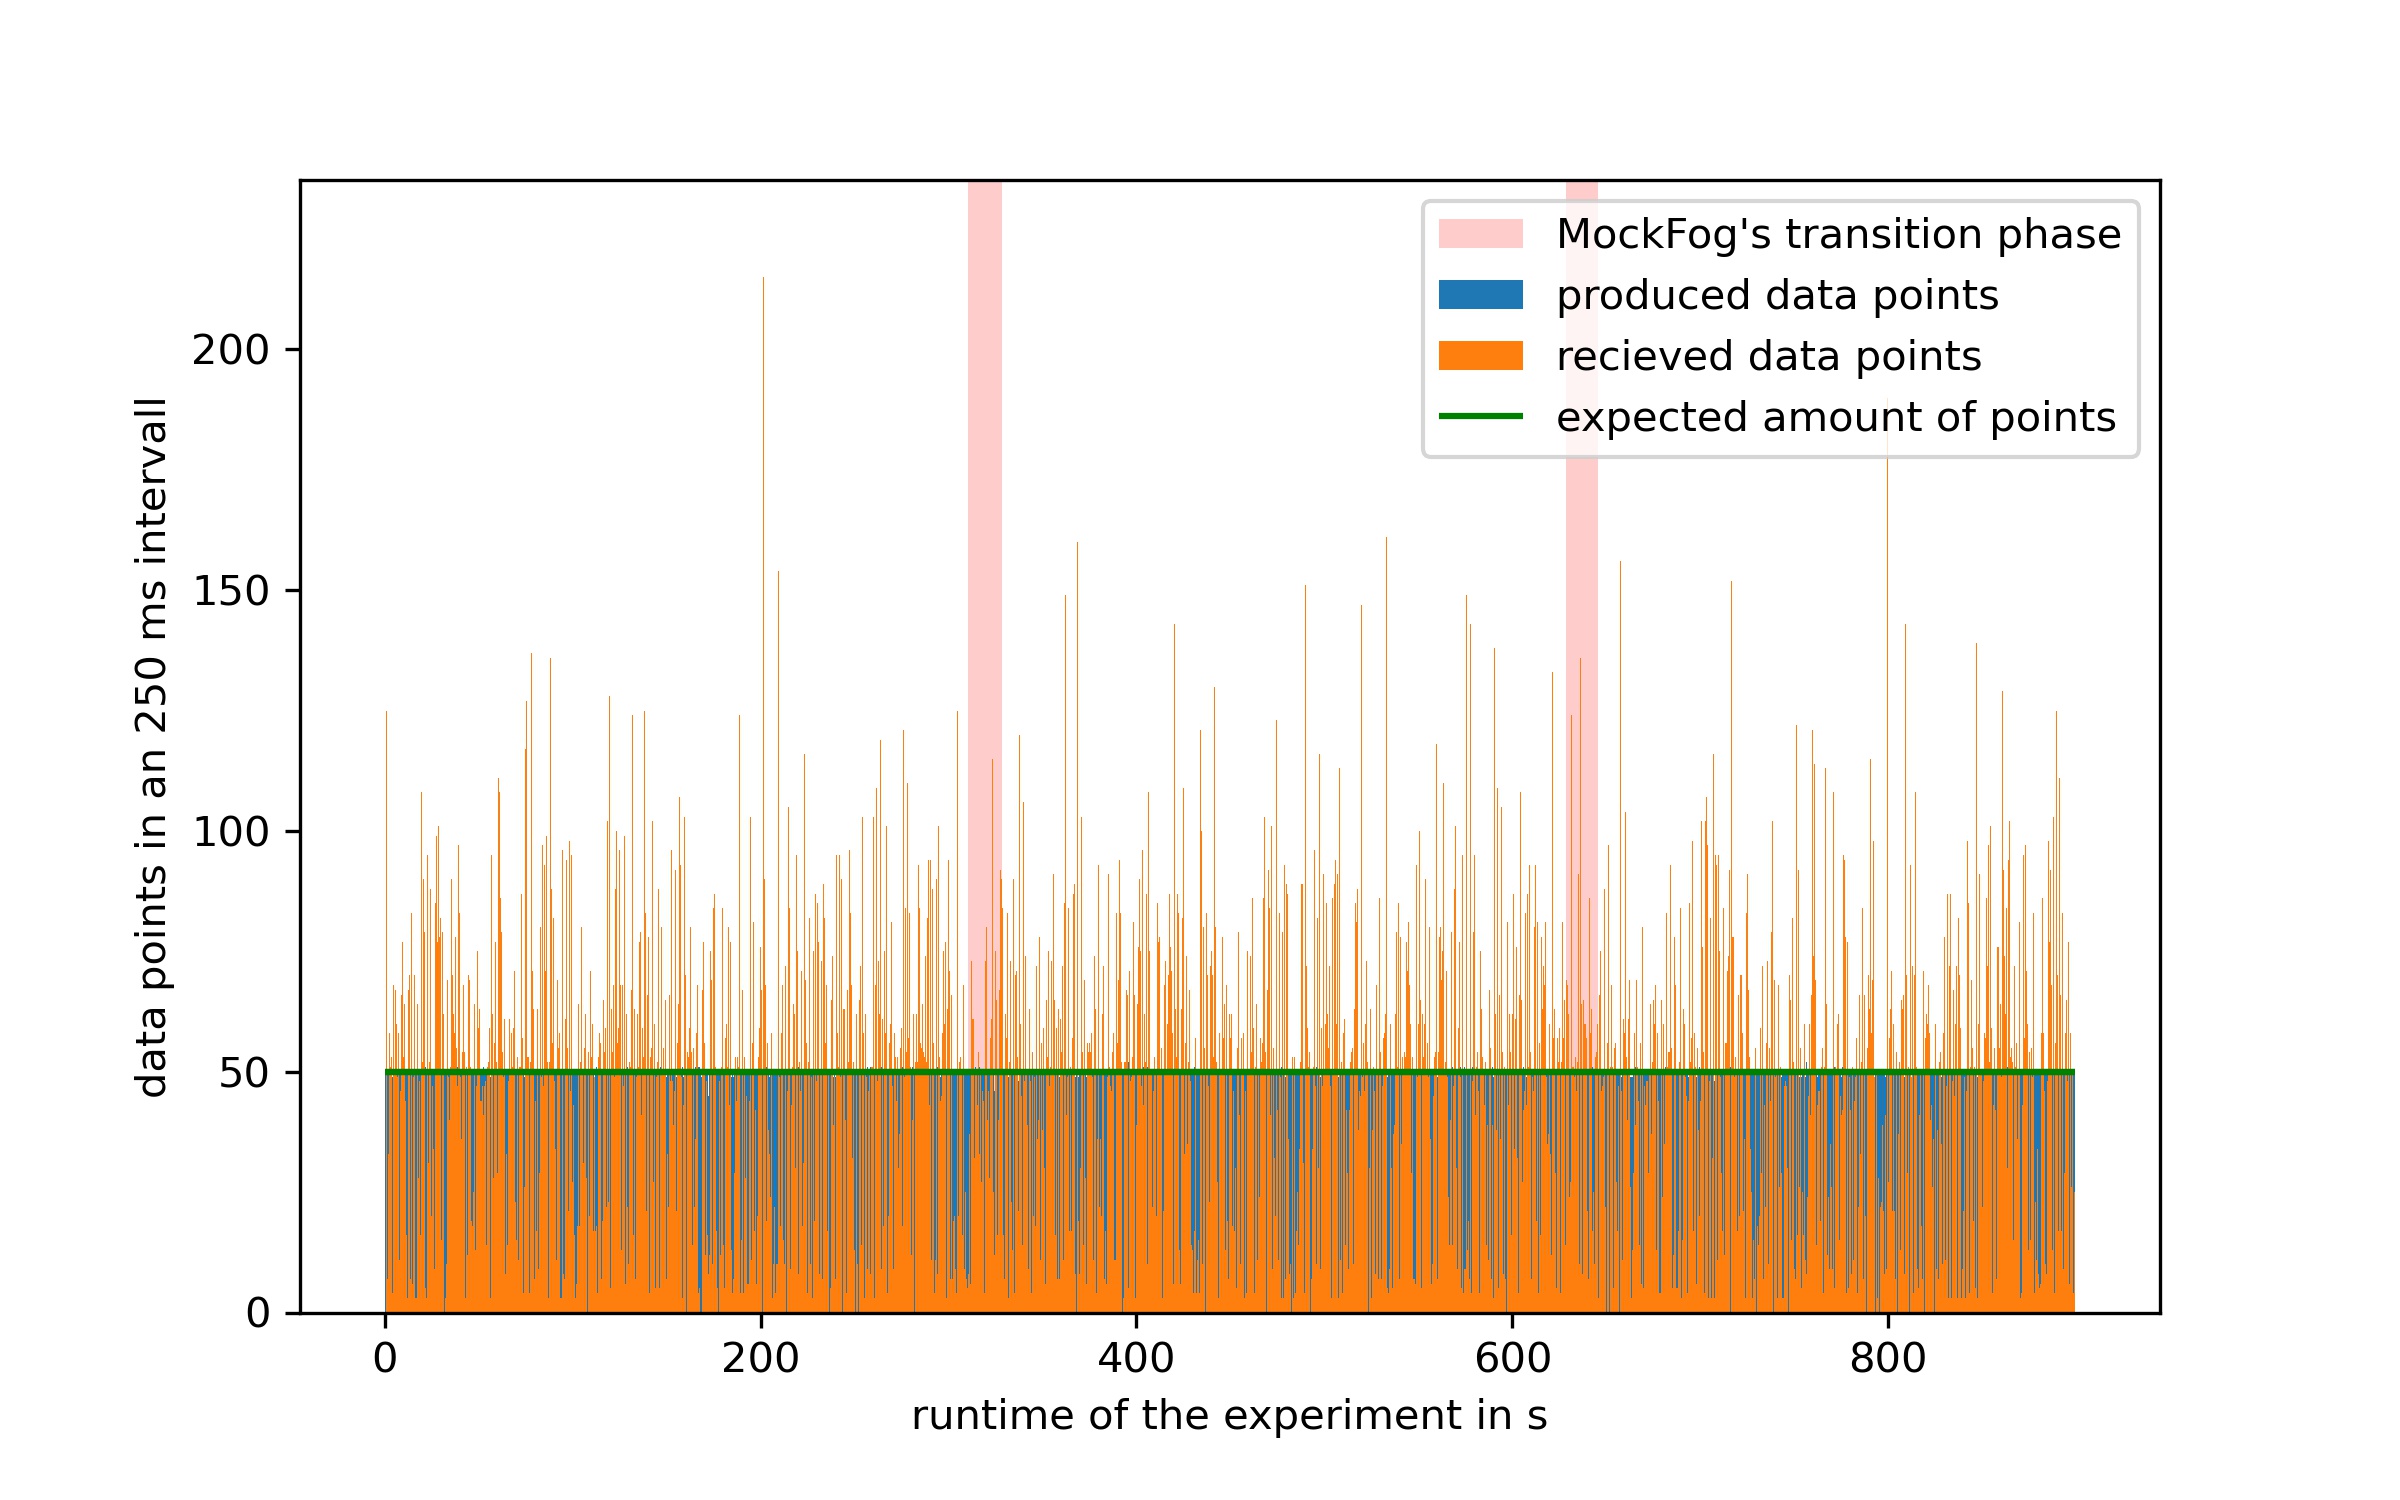 MockFog's transition phase
produced data points
recieved data points
expected amount of points
data points in an 250 ms intervall
200
150
100
50
0
0 200 400 600 800
runtime of the experiment in s